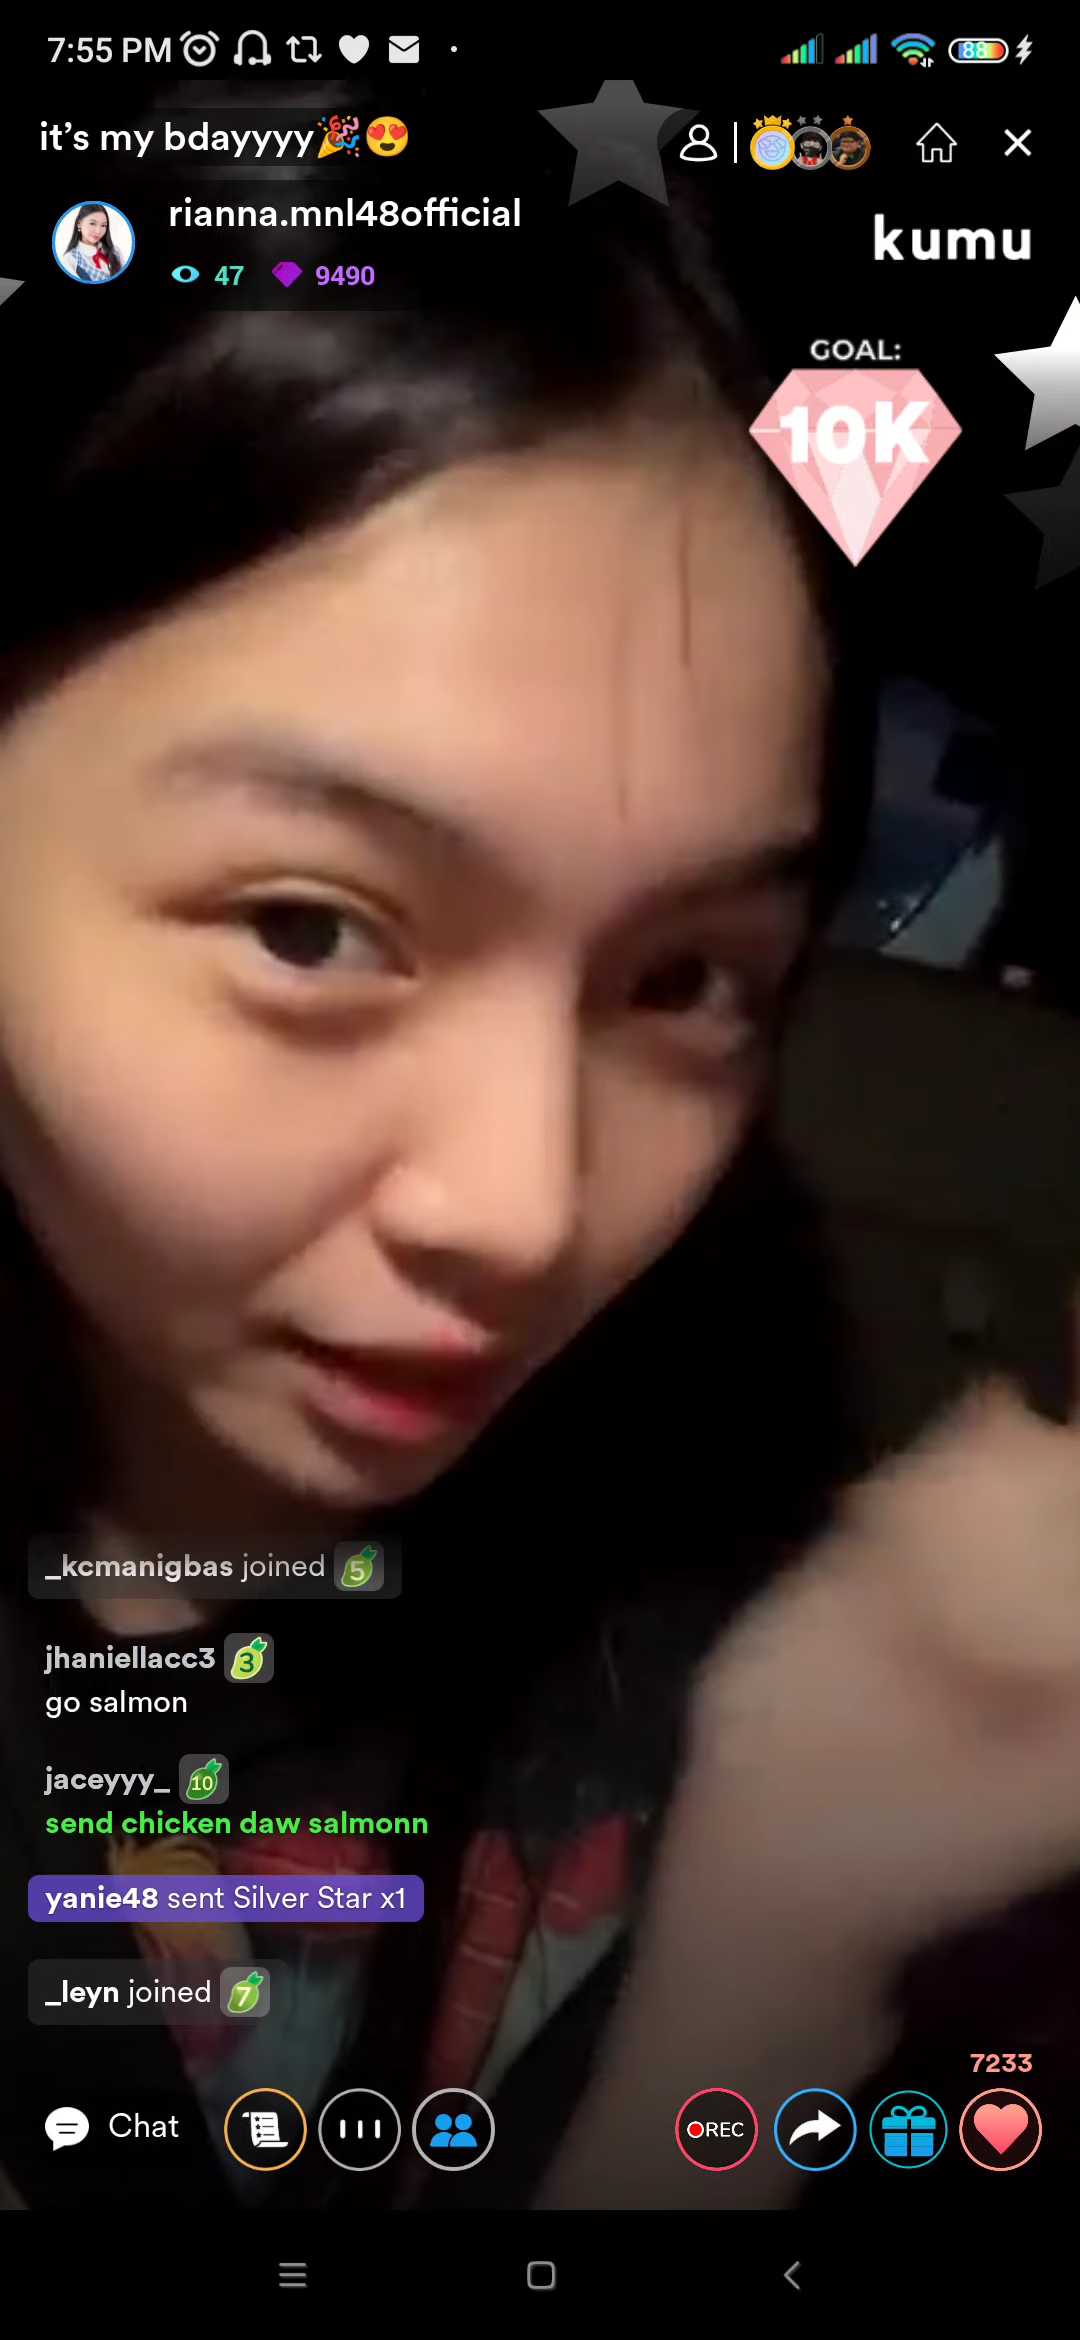 7:55 PM
88
it's my bdayyyy🎉😍
rianna.mnl48official
47 9490
kumu
GOAL:
10K
_kcmanigbas joined 5
jhaniellacc3 3
go salmon
jaceyyy_ 10
send chicken daw salmonn
yanie48 sent Silver Star x1
_leyn joined 7
7233
Chat
REC